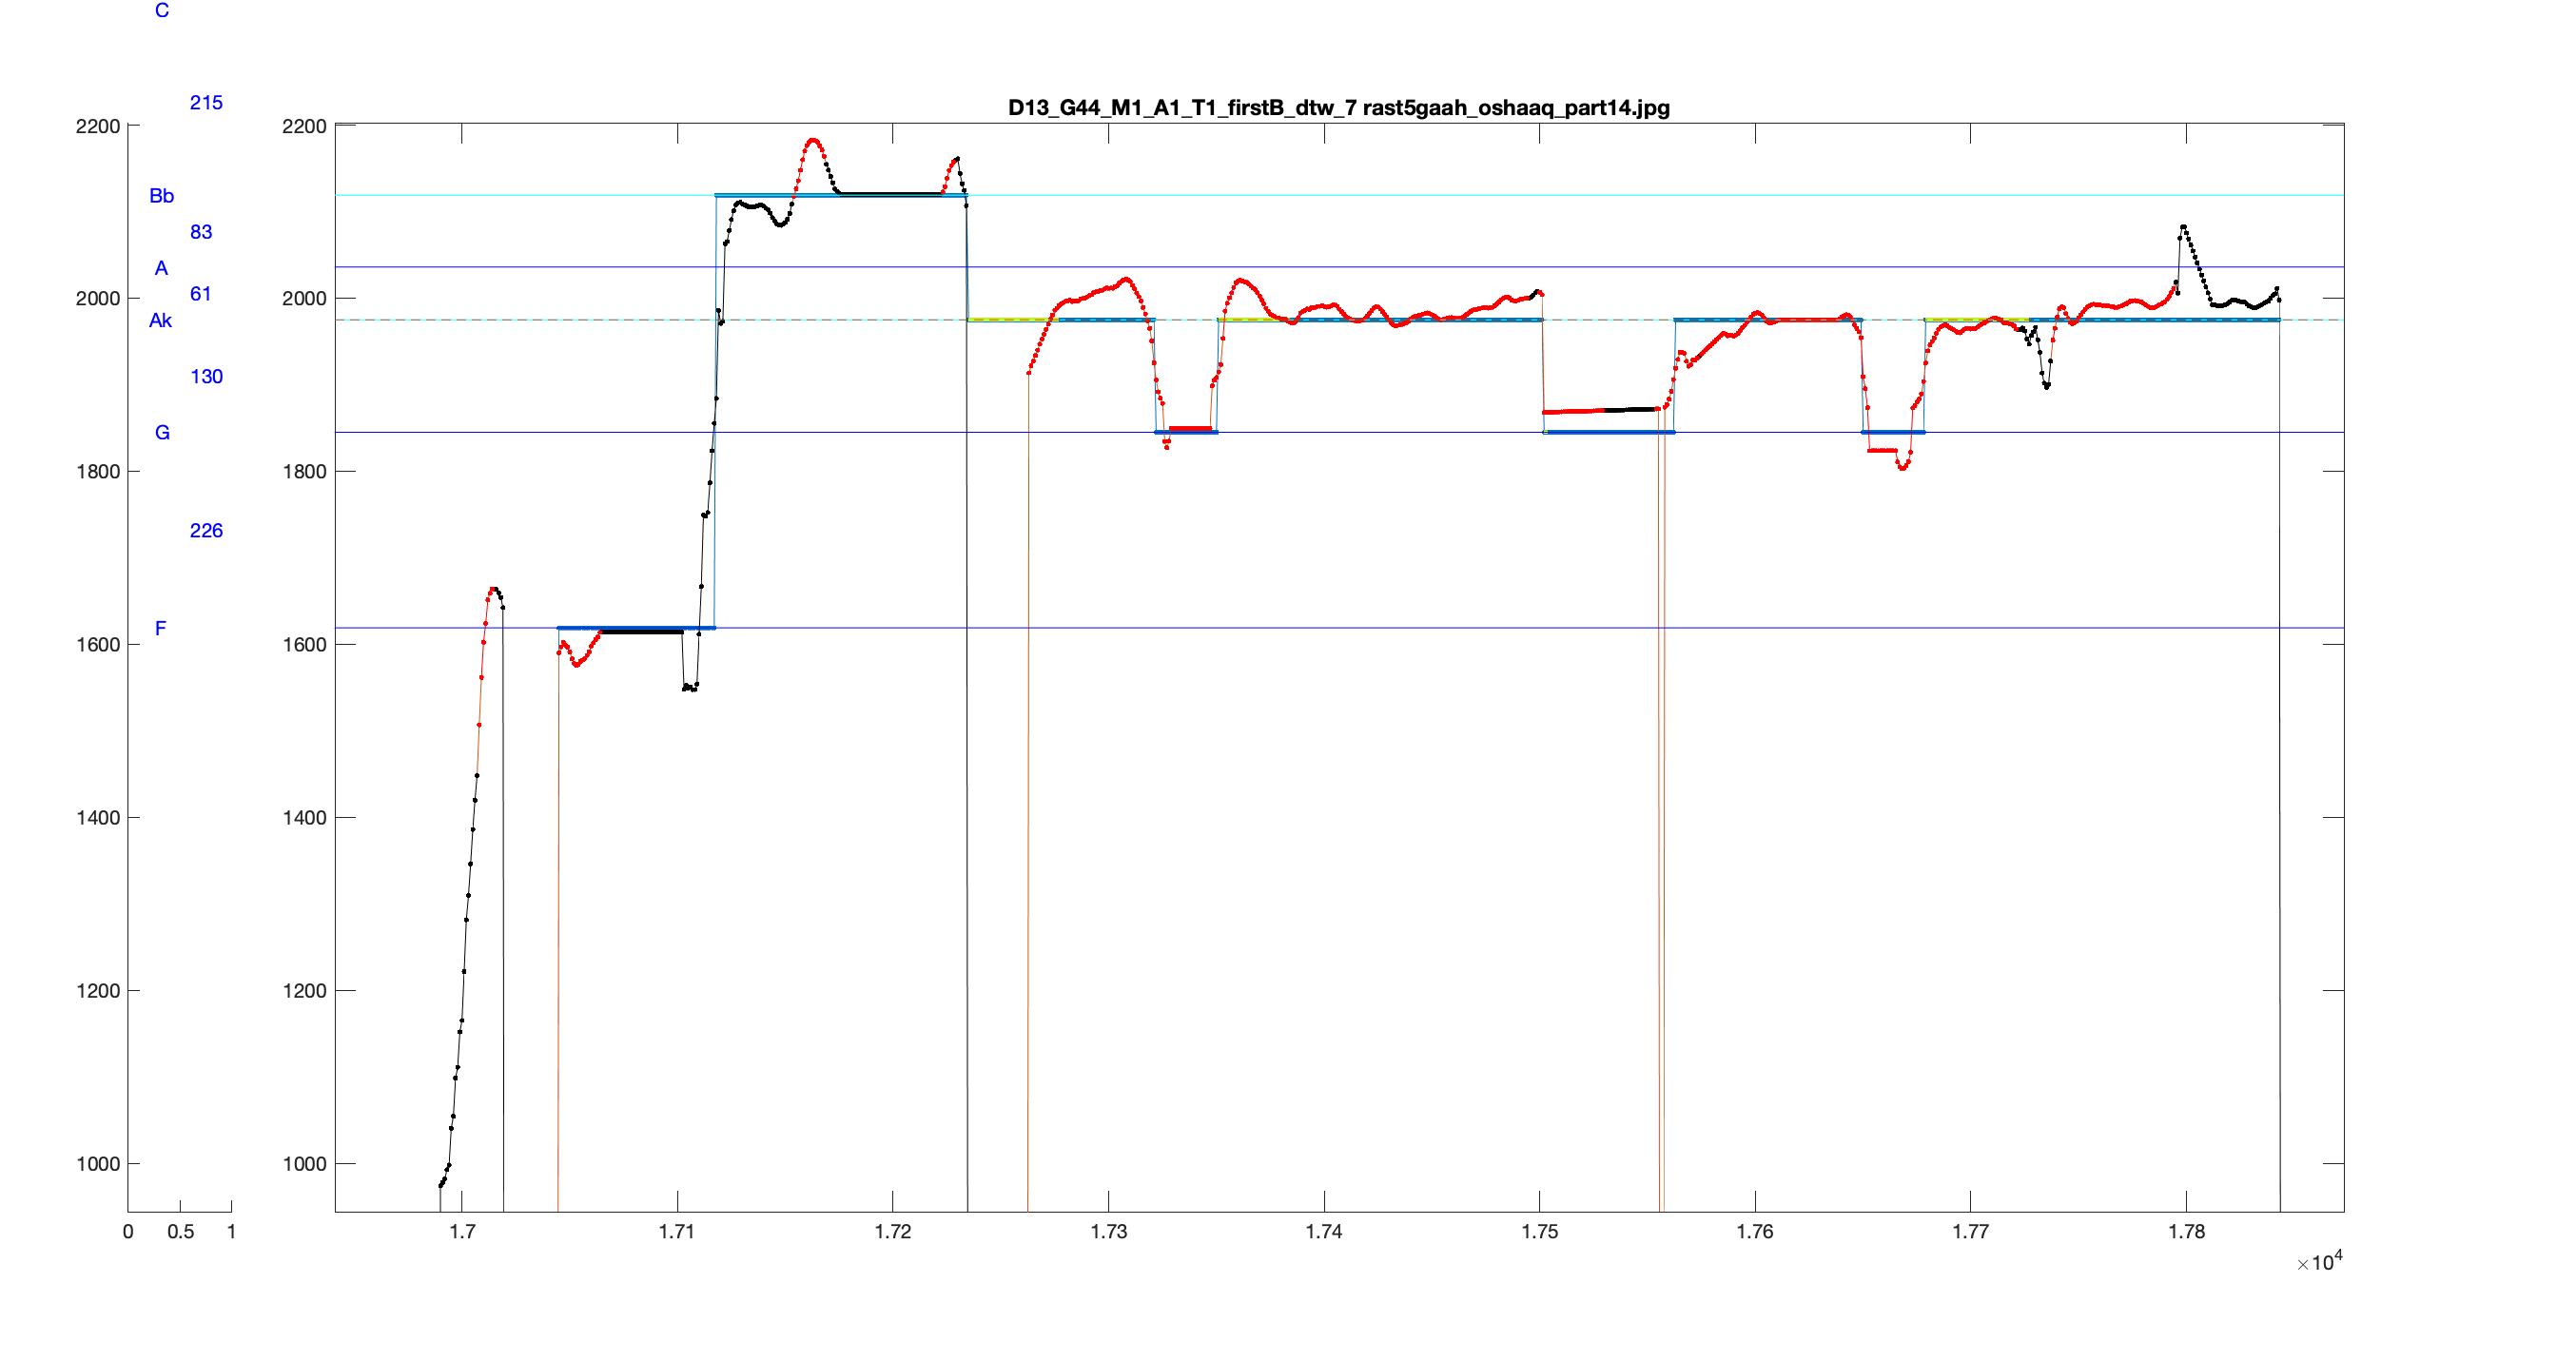 C
215
D13_G44_M1_A1_T1_firstB_dtw_7 rast5gaah_oshaaq_part14.jpg
2200 2200
Bb
83
A
61
2000 2000
Ak
130
G
1800 1800
226
F
1600 1600
1400 1400
1200 1200
1000 1000
0 0.5 1 1.7 1.71 1.72 1.73 1.74 1.75 1.76 1.77 1.78
×10^4